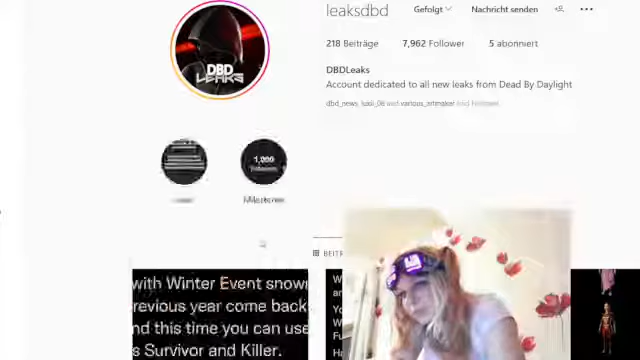 leaksdbd Gefolgt Nachricht senden
218 Beiträge 7,962 Follower 5 abonniert
DBDLeaks
Account dedicated to all new leaks from Dead By Daylight
DBD
LEAKS
1,000
with Winter Event snow
revious year come back
nd this time you can use
s Survivor and Killer.